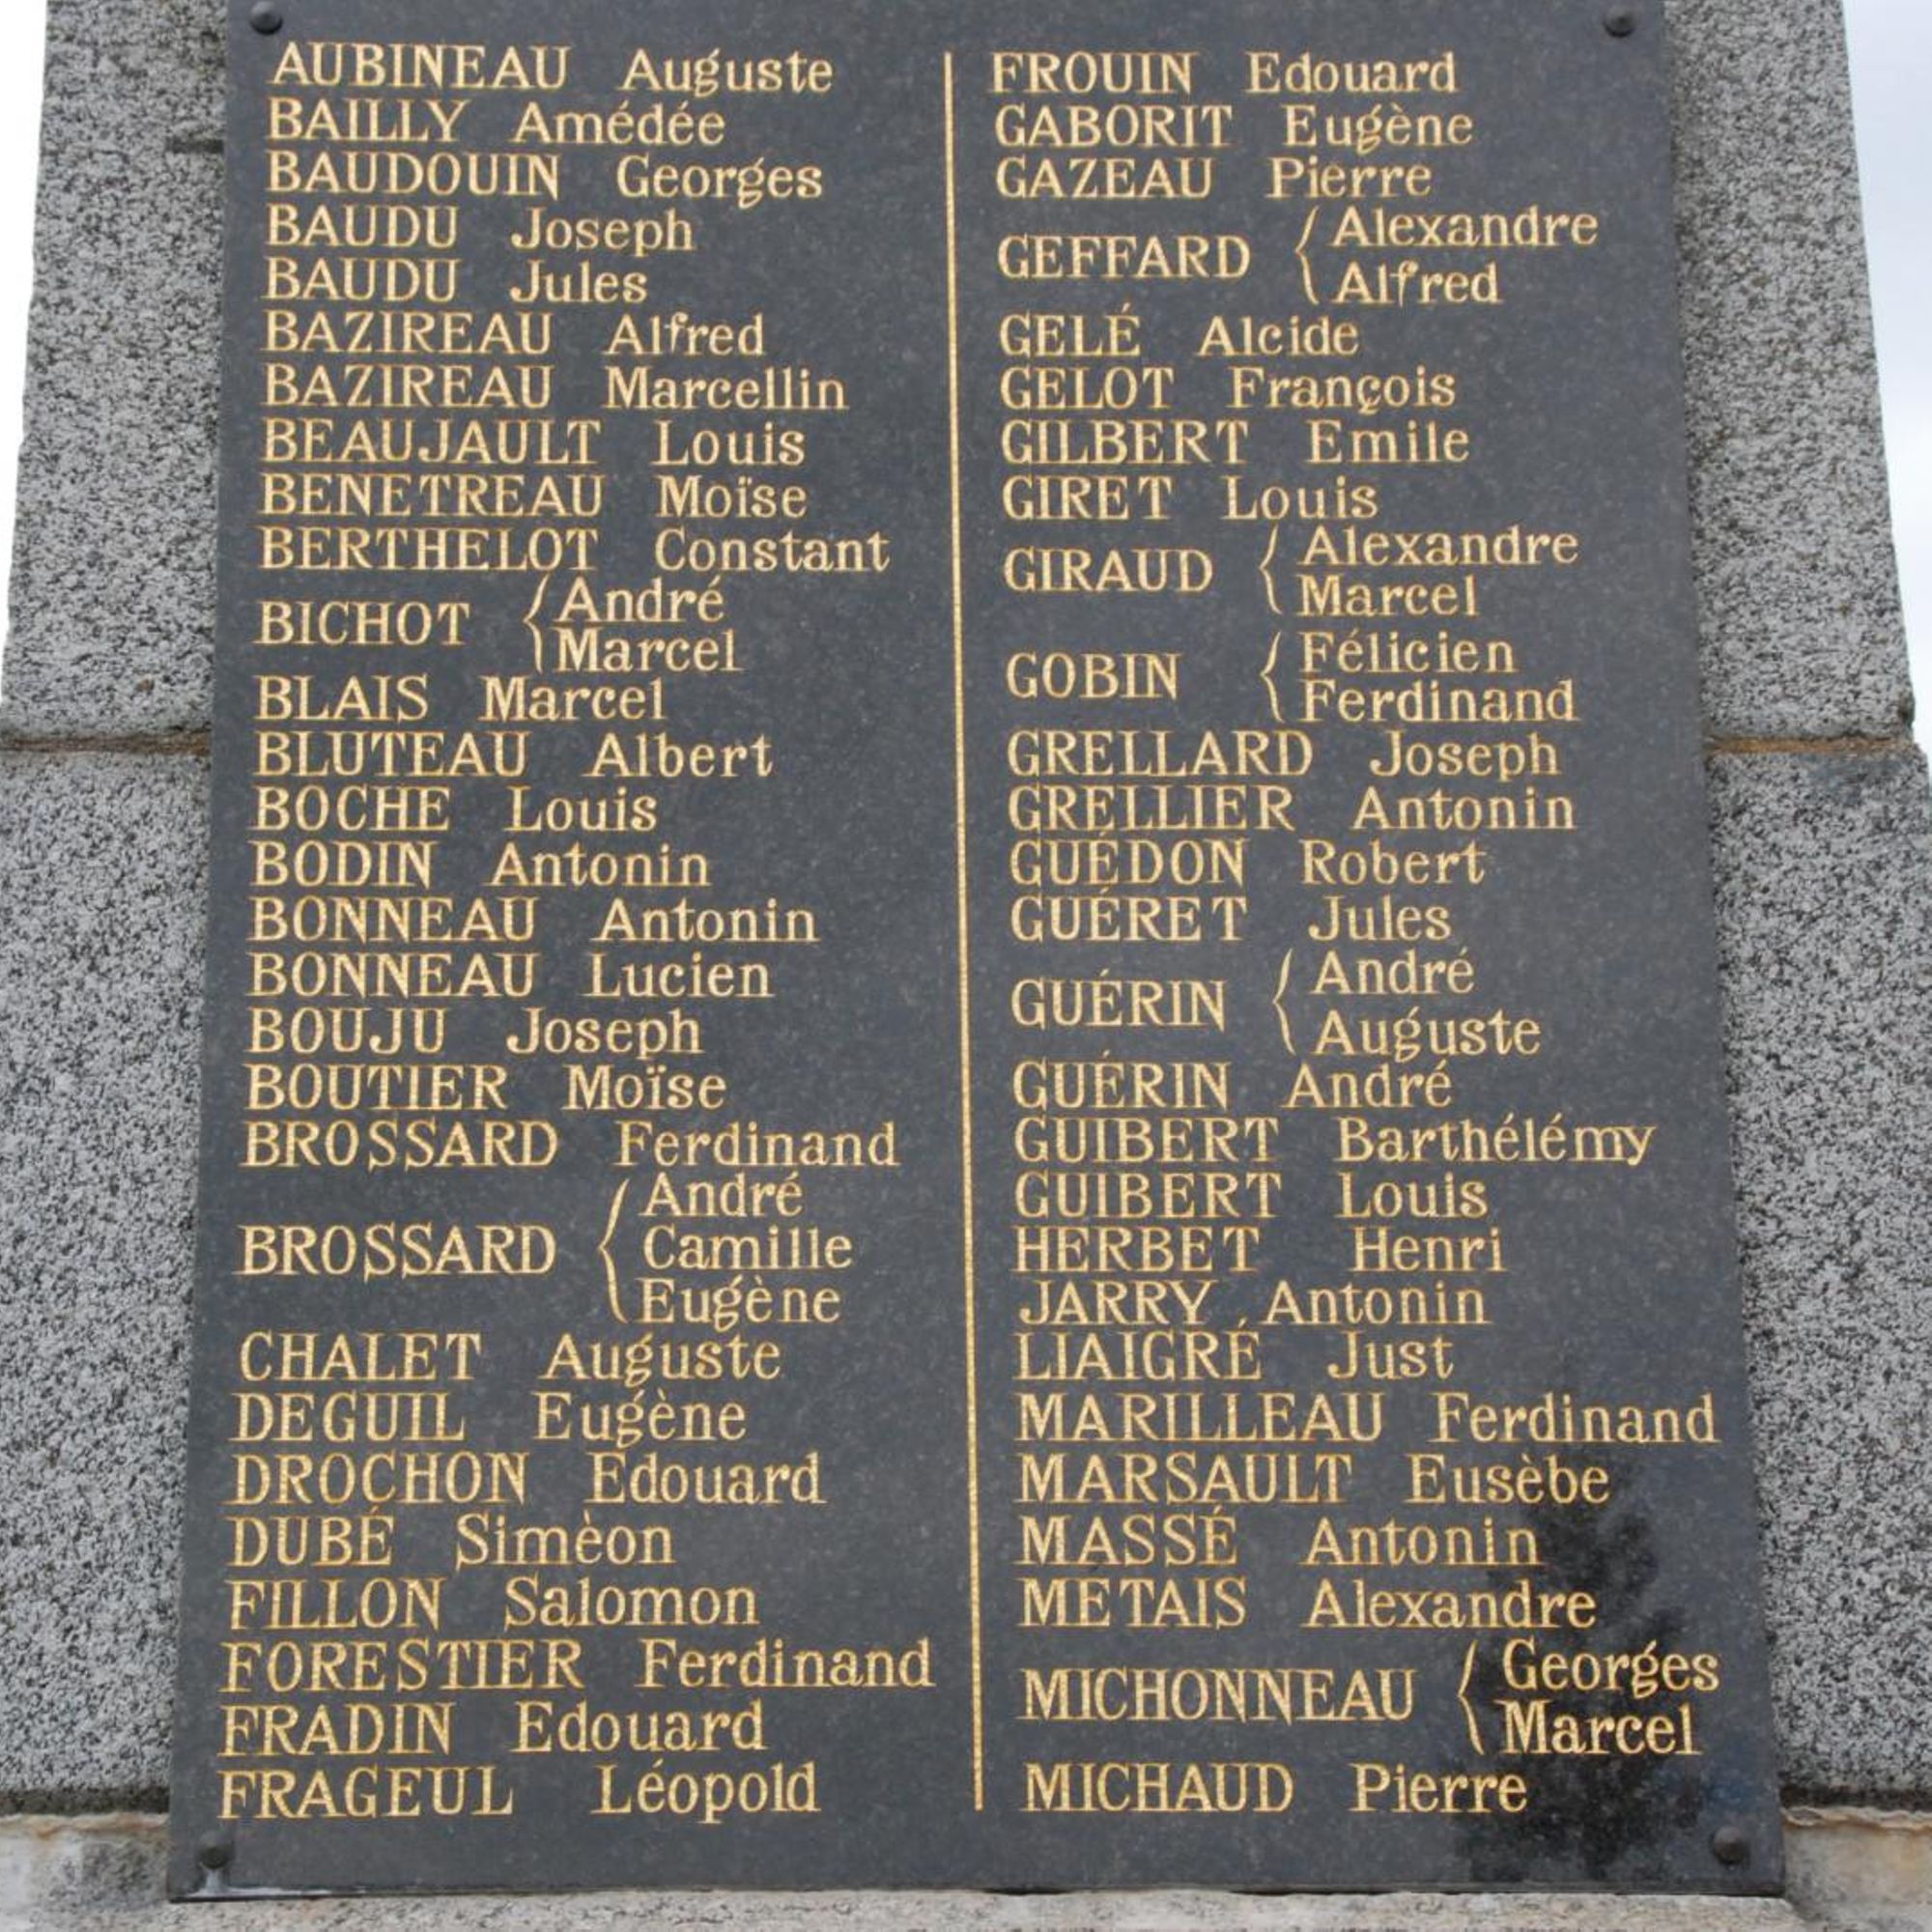 AUBINEAU Auguste
BAILLY Amédée
BAUDOUIN Georges
BAUDU Joseph
BAUDU Jules
BAZIREAU Alfred
BAZIREAU Marcellin
BEAUJAULT Louis
BENETREAU Moïse
BERTHELOT Constant
BICHOT André
Marcel
BLAIS Marcel
BLUTEAU Albert
BOCHE Louis
BODIN Antonin
BONNEAU Antonin
BONNEAU Lucien
BOUJU Joseph
BOUTIER Moïse
BROSSARD Ferdinand
André
BROSSARD Camille
Eugène
CHALET Auguste
DEGUIL Eugène
DROCHON Edouard
DUBÉ Simèon
FILLON Salomon
FORESTIER Ferdinand
FRADIN Edouard
FRAGEUL Léopold
FROUIN Edouard
GABORIT Eugène
GAZEAU Pierre
GEFFARD Alexandre
Alfred
GELÉ Alcide
GELOT François
GILBERT Emile
GIRET Louis
GIRAUD Alexandre
Marcel
GOBIN Félicien
Ferdinand
GRELLARD Joseph
GRELLIER Antonin
GUÉDON Robert
GUÉRET Jules
GUÉRIN André
Auguste
GUÉRIN André
GUIBERT Barthélémy
GUIBERT Louis
HERBET Henri
JARRY Antonin
LIAIGRÉ Just
MARILLEAU Ferdinand
MARSAULT Eusèbe
MASSÉ Antonin
METAIS Alexandre
MICHONNEAU Georges
Marcel
MICHAUD Pierre